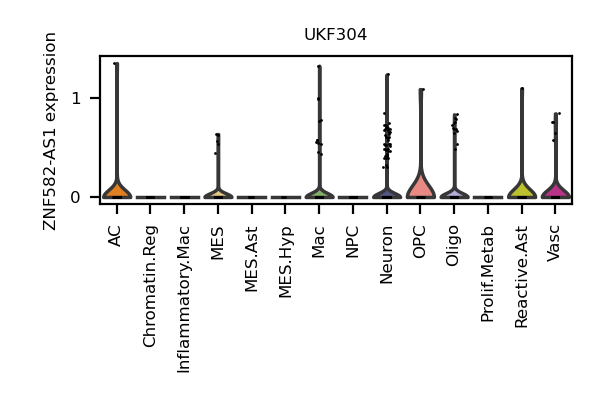 UKF304
ZNF582-AS1 expression
1
0
AC
Chromatin.Reg
Inflammatory.Mac
MES
MES.Ast
MES.Hyp
Mac
NPC
Neuron
OPC
Oligo
Prolif.Metab
Reactive.Ast
Vasc